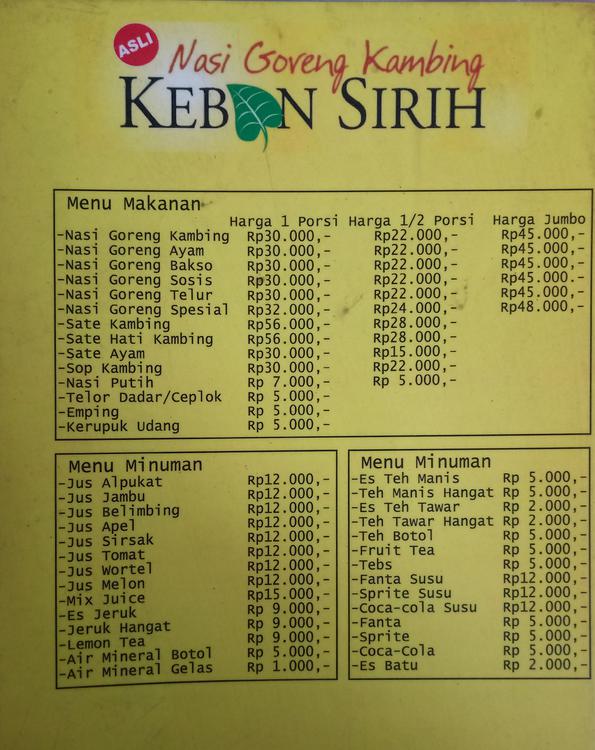 ASLI
Nasi Goreng Kambing
KEBON SIRIH
Menu Makanan
Harga 1 Porsi Harga 1/2 Porsi Harga Jumbo
-Nasi Goreng Kambing Rp30.000,- Rp22.000,- Rp45.000,-
-Nasi Goreng Ayam Rp30.000,- Rp22.000,- Rp45.000,-
-Nasi Goreng Bakso Rp30.000,- Rp22.000,- Rp45.000,-
-Nasi Goreng Sosis Rp30.000,- Rp22.000,- Rp45.000,-
-Nasi Goreng Telur Rp30.000,- Rp22.000,- Rp45.000,-
-Nasi Goreng Spesial Rp32.000,- Rp24.000,- Rp48.000,-
-Sate Kambing Rp56.000,- Rp28.000,-
-Sate Hati Kambing Rp56.000,- Rp28.000,-
-Sate Ayam Rp30.000,- Rp15.000,-
-Sop Kambing Rp30.000,- Rp22.000,-
-Nasi Putih Rp 7.000,- Rp 5.000,-
-Telor Dadar/Ceplok Rp 5.000,-
-Emping Rp 5.000,-
-Kerupuk Udang Rp 5.000,-
Menu Minuman
-Jus Alpukat Rp12.000,-
-Jus Jambu Rp12.000,-
-Jus Belimbing Rp12.000,-
-Jus Apel Rp12.000,-
-Jus Sirsak Rp12.000,-
-Jus Tomat Rp12.000,-
-Jus Wortel Rp12.000,-
-Jus Melon Rp12.000,-
-Mix Juice Rp15.000,-
-Es Jeruk Rp 9.000,-
-Jeruk Hangat Rp 9.000,-
-Lemon Tea Rp 9.000,-
-Air Mineral Botol Rp 5.000,-
-Air Mineral Gelas Rp 1.000,-
Menu Minuman
-Es Teh Manis Rp 5.000,-
-Teh Manis Hangat Rp 5.000,-
-Es Teh Tawar Rp 2.000,-
-Teh Tawar Hangat Rp 2.000,-
-Teh Botol Rp 5.000,-
-Fruit Tea Rp 5.000,-
-Tebs Rp 5.000,-
-Fanta Susu Rp12.000,-
-Sprite Susu Rp12.000,-
-Coca-cola Susu Rp12.000,-
-Fanta Rp 5.000,-
-Sprite Rp 5.000,-
-Coca-Cola Rp 5.000,-
-Es Batu Rp 2.000,-